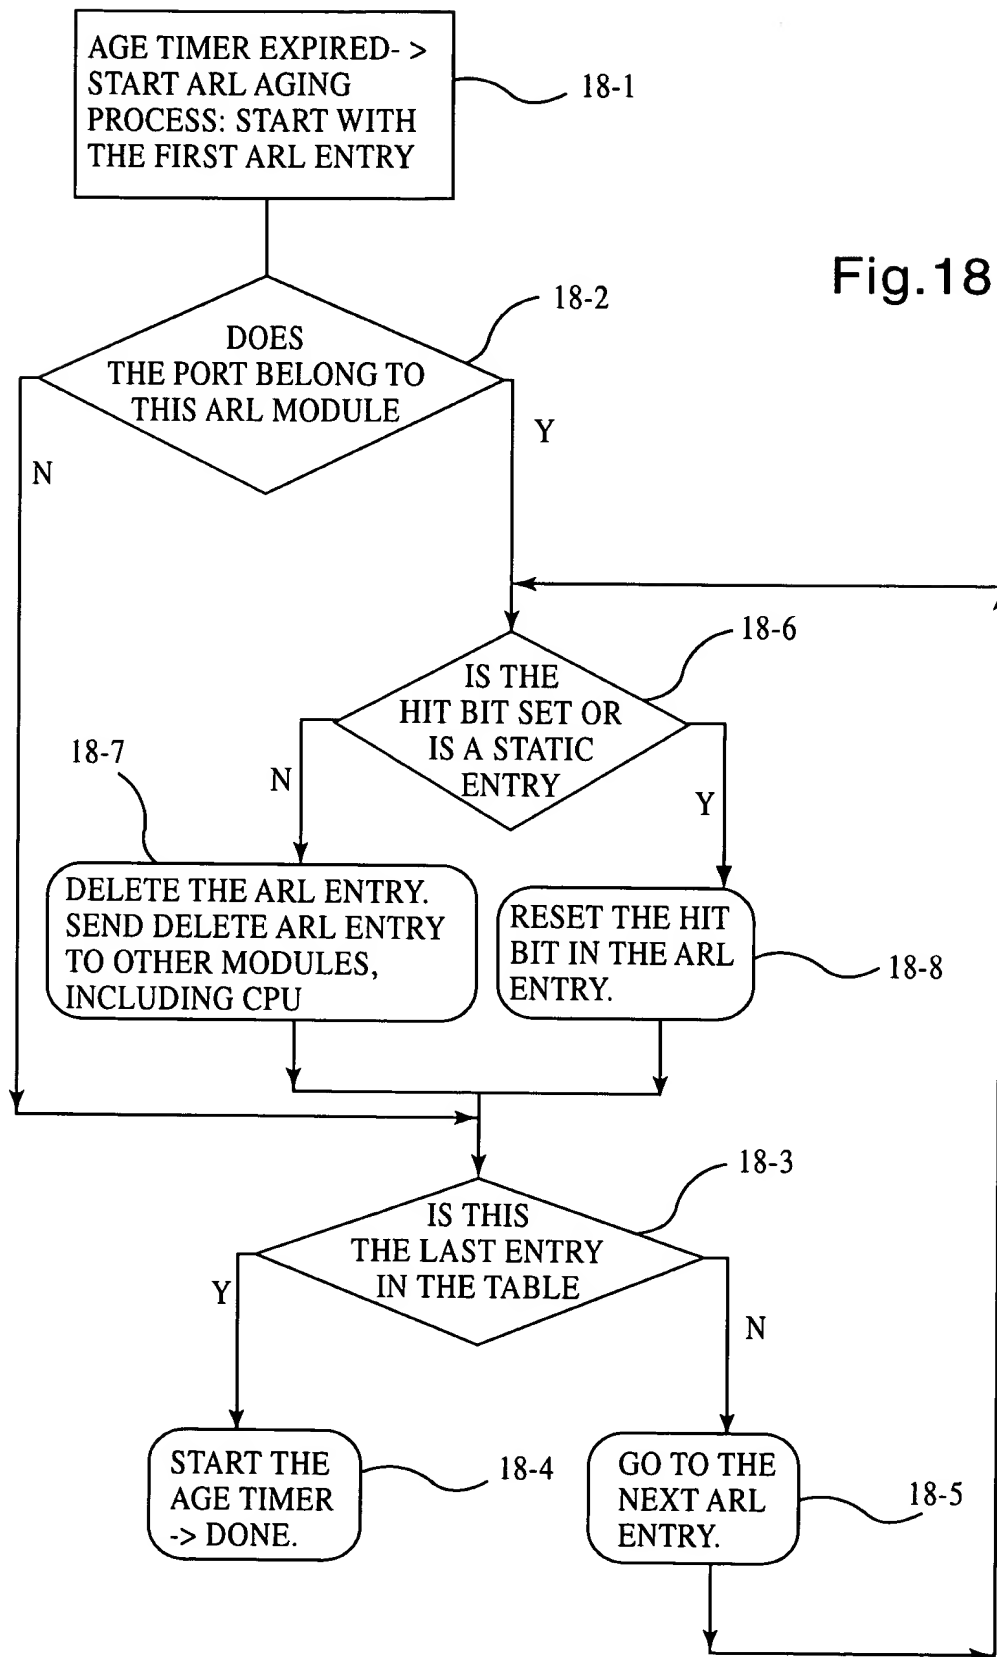 AGE TIMER EXPIRED- >
START ARL AGING
PROCESS: START WITH
THE FIRST ARL ENTRY
18-1
Fig.18
18-2
DOES
THE PORT BELONG TO
THIS ARL MODULE
N
Y
18-6
IS THE
HIT BIT SET OR
IS A STATIC
ENTRY
18-7
N
Y
DELETE THE ARL ENTRY.
SEND DELETE ARL ENTRY
TO OTHER MODULES,
INCLUDING CPU
RESET THE HIT
BIT IN THE ARL
ENTRY.
18-8
18-3
IS THIS
THE LAST ENTRY
IN THE TABLE
Y
N
START THE
AGE TIMER
-> DONE.
18-4
GO TO THE
NEXT ARL
ENTRY.
18-5